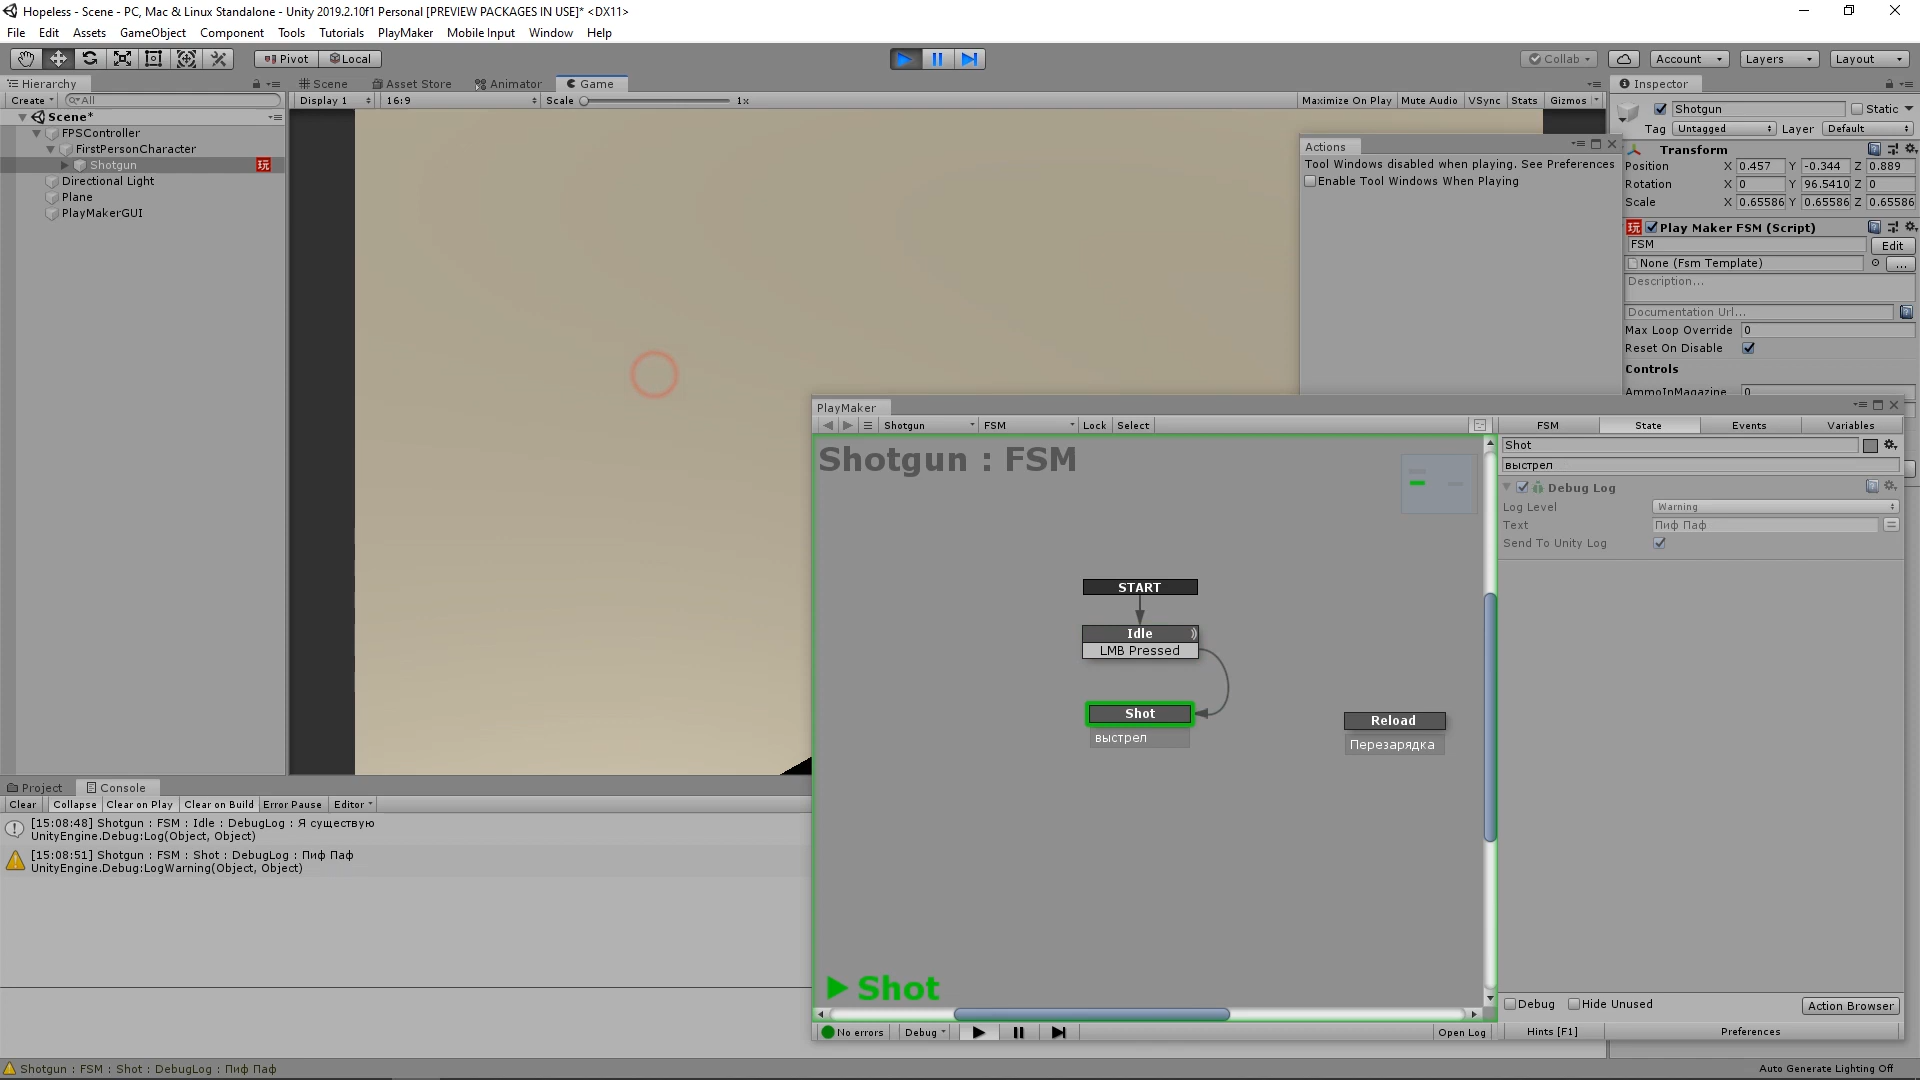 Hopeless - Scene - PC, Mac & Linux Standalone - Unity 2019.2.10f1 Personal [PREVIEW PACKAGES IN USE]* <DX11>
File Edit Assets GameObject Component Tools Tutorials PlayMaker Mobile Input Window Help
Pivot Local Collab Account Layers Layout
Hierarchy Scene Asset Store Animator Game Inspector
Create All Display 1 16:9 Scale 1x Maximize On Play Mute Audio VSync Stats Gizmos
Shotgun Static
Tag Untagged Layer Default
Scene*
FPSController
FirstPersonCharacter
Shotgun 玩
Directional Light
Plane
PlayMakerGUI
Actions
Tool Windows disabled when playing. See Preferences
Enable Tool Windows When Playing
Transform
Position X 0.457 Y -0.344 Z 0.889
Rotation X 0 Y 96.5410 Z 0
Scale X 0.65586 Y 0.65586 Z 0.65586
玩 Play Maker FSM (Script)
FSM Edit
None (Fsm Template) ...
Description...
Documentation Url...
Max Loop Override 0
Reset On Disable
Controls
AmmoInMagazine 0
PlayMaker
Shotgun FSM Lock Select FSM State Events Variables
Shotgun : FSM
Shot
выстрел
Debug Log
Log Level Warning
Text Пиф Паф
Send To Unity Log
START
Idle
LMB Pressed
Shot
выстрел
Reload
Перезарядка
Shot
No errors Debug Open Log
Debug Hide Unused Action Browser
Hints [F1] Preferences
Project Console
Clear Collapse Clear on Play Clear on Build Error Pause Editor
[15:08:48] Shotgun : FSM : Idle : DebugLog : Я существую
UnityEngine.Debug:Log(Object, Object)
[15:08:51] Shotgun : FSM : Shot : DebugLog : Пиф Паф
UnityEngine.Debug:LogWarning(Object, Object)
Shotgun : FSM : Shot : DebugLog : Пиф Паф
Auto Generate Lighting Off